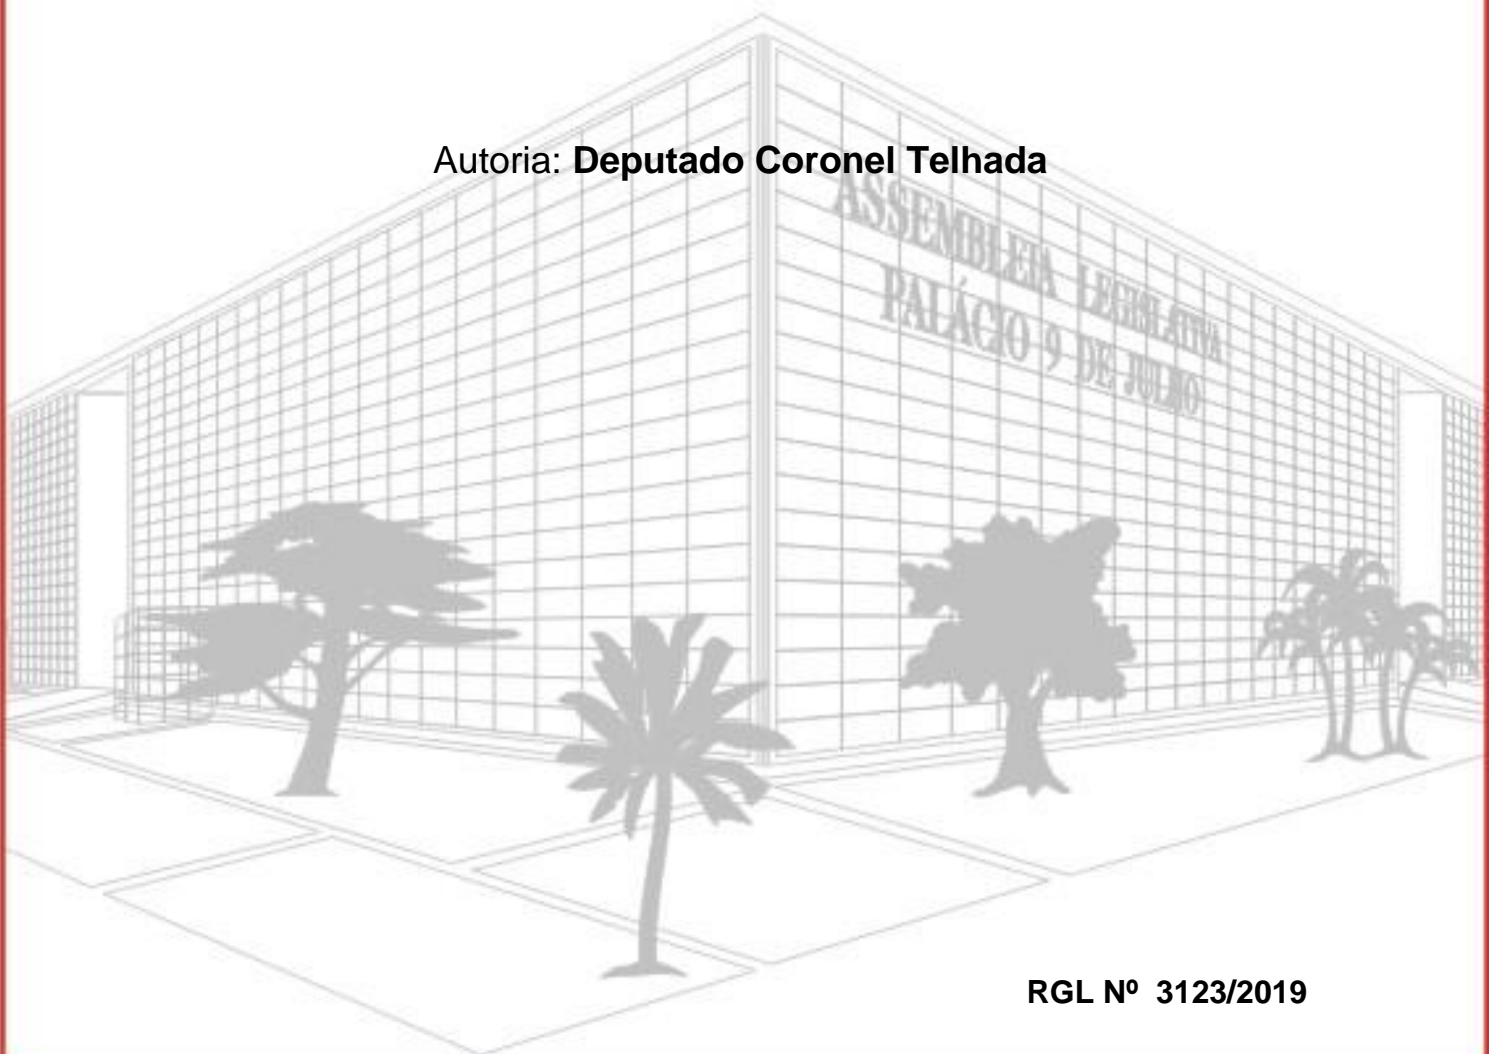 Autoria: Deputado Coronel Telhada
ASSEMBLEIA LEGISLATIVA
PALÁCIO 9 DE JULHO
RGL Nº 3123/2019